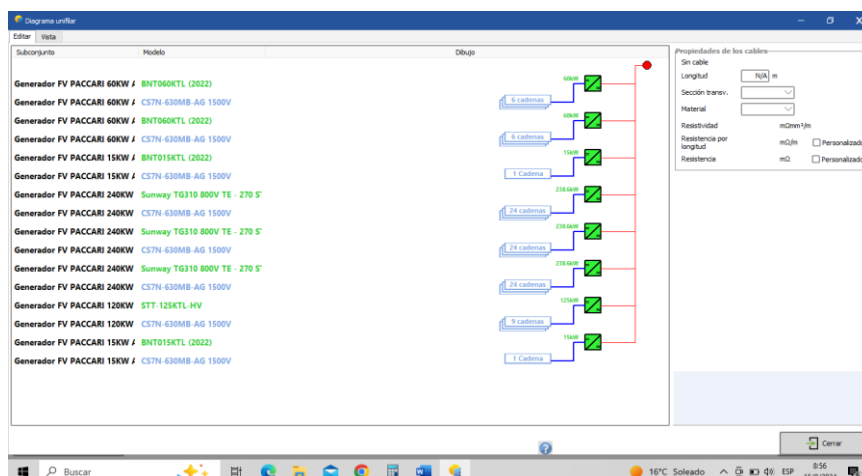 Diagrama unifilar
Editar Vista
Subconjunto Modelo Dibujo
Generador FV PACCARI 60KW A BNT060KTL (2022) 60kW
Generador FV PACCARI 60KW A CS7N-630MB-AG 1500V 6 cadenas
Generador FV PACCARI 60KW A BNT060KTL (2022) 60kW
Generador FV PACCARI 60KW A CS7N-630MB-AG 1500V 6 cadenas
Generador FV PACCARI 15KW A BNT015KTL (2022) 15kW
Generador FV PACCARI 15KW A CS7N-630MB-AG 1500V 1 Cadena
Generador FV PACCARI 240KW Sunway TG310 800V TE - 270 S 238.6kW
Generador FV PACCARI 240KW CS7N-630MB-AG 1500V 24 cadenas
Generador FV PACCARI 240KW Sunway TG310 800V TE - 270 S 238.6kW
Generador FV PACCARI 240KW CS7N-630MB-AG 1500V 24 cadenas
Generador FV PACCARI 240KW Sunway TG310 800V TE - 270 S 238.6kW
Generador FV PACCARI 240KW CS7N-630MB-AG 1500V 24 cadenas
Generador FV PACCARI 120KW STT-125KTL-HV 125kW
Generador FV PACCARI 120KW CS7N-630MB-AG 1500V 9 cadenas
Generador FV PACCARI 15KW A BNT015KTL (2022) 15kW
Generador FV PACCARI 15KW A CS7N-630MB-AG 1500V 1 Cadena
Propiedades de los cables
Sin cable
Longitud N/A m
Sección transv.
Material
Resistividad mΩmm²/m
Resistencia por longitud mΩ/m Personalizado
Resistencia mΩ Personalizado
Cerrar
Buscar 16°C Soleado ESP 8:56